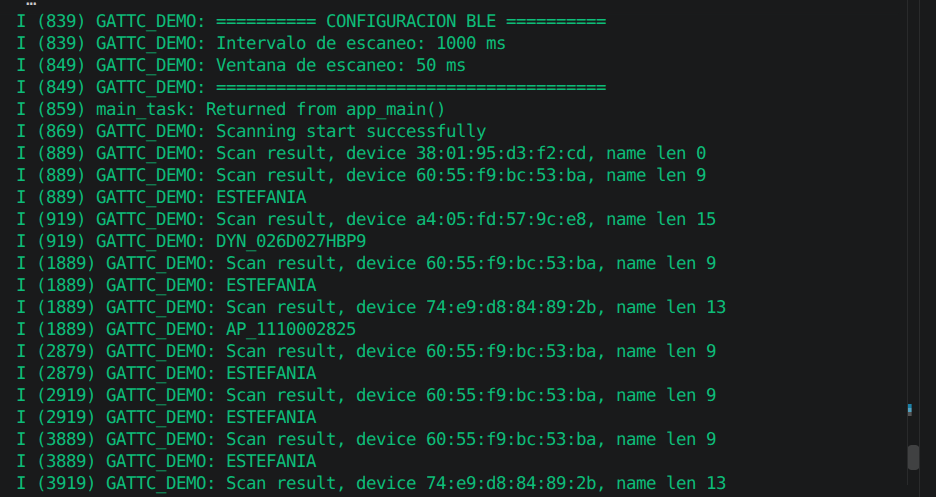 ...
I (839) GATTC_DEMO: ========== CONFIGURACION BLE ==========
I (839) GATTC_DEMO: Intervalo de escaneo: 1000 ms
I (849) GATTC_DEMO: Ventana de escaneo: 50 ms
I (849) GATTC_DEMO: =======================================
I (859) main_task: Returned from app_main()
I (869) GATTC_DEMO: Scanning start successfully
I (889) GATTC_DEMO: Scan result, device 38:01:95:d3:f2:cd, name len 0
I (889) GATTC_DEMO: Scan result, device 60:55:f9:bc:53:ba, name len 9
I (889) GATTC_DEMO: ESTEFANIA
I (919) GATTC_DEMO: Scan result, device a4:05:fd:57:9c:e8, name len 15
I (919) GATTC_DEMO: DYN_026D027HBP9
I (1889) GATTC_DEMO: Scan result, device 60:55:f9:bc:53:ba, name len 9
I (1889) GATTC_DEMO: ESTEFANIA
I (1889) GATTC_DEMO: Scan result, device 74:e9:d8:84:89:2b, name len 13
I (1889) GATTC_DEMO: AP_1110002825
I (2879) GATTC_DEMO: Scan result, device 60:55:f9:bc:53:ba, name len 9
I (2879) GATTC_DEMO: ESTEFANIA
I (2919) GATTC_DEMO: Scan result, device 60:55:f9:bc:53:ba, name len 9
I (2919) GATTC_DEMO: ESTEFANIA
I (3889) GATTC_DEMO: Scan result, device 60:55:f9:bc:53:ba, name len 9
I (3889) GATTC_DEMO: ESTEFANIA
I (3919) GATTC_DEMO: Scan result, device 74:e9:d8:84:89:2b, name len 13